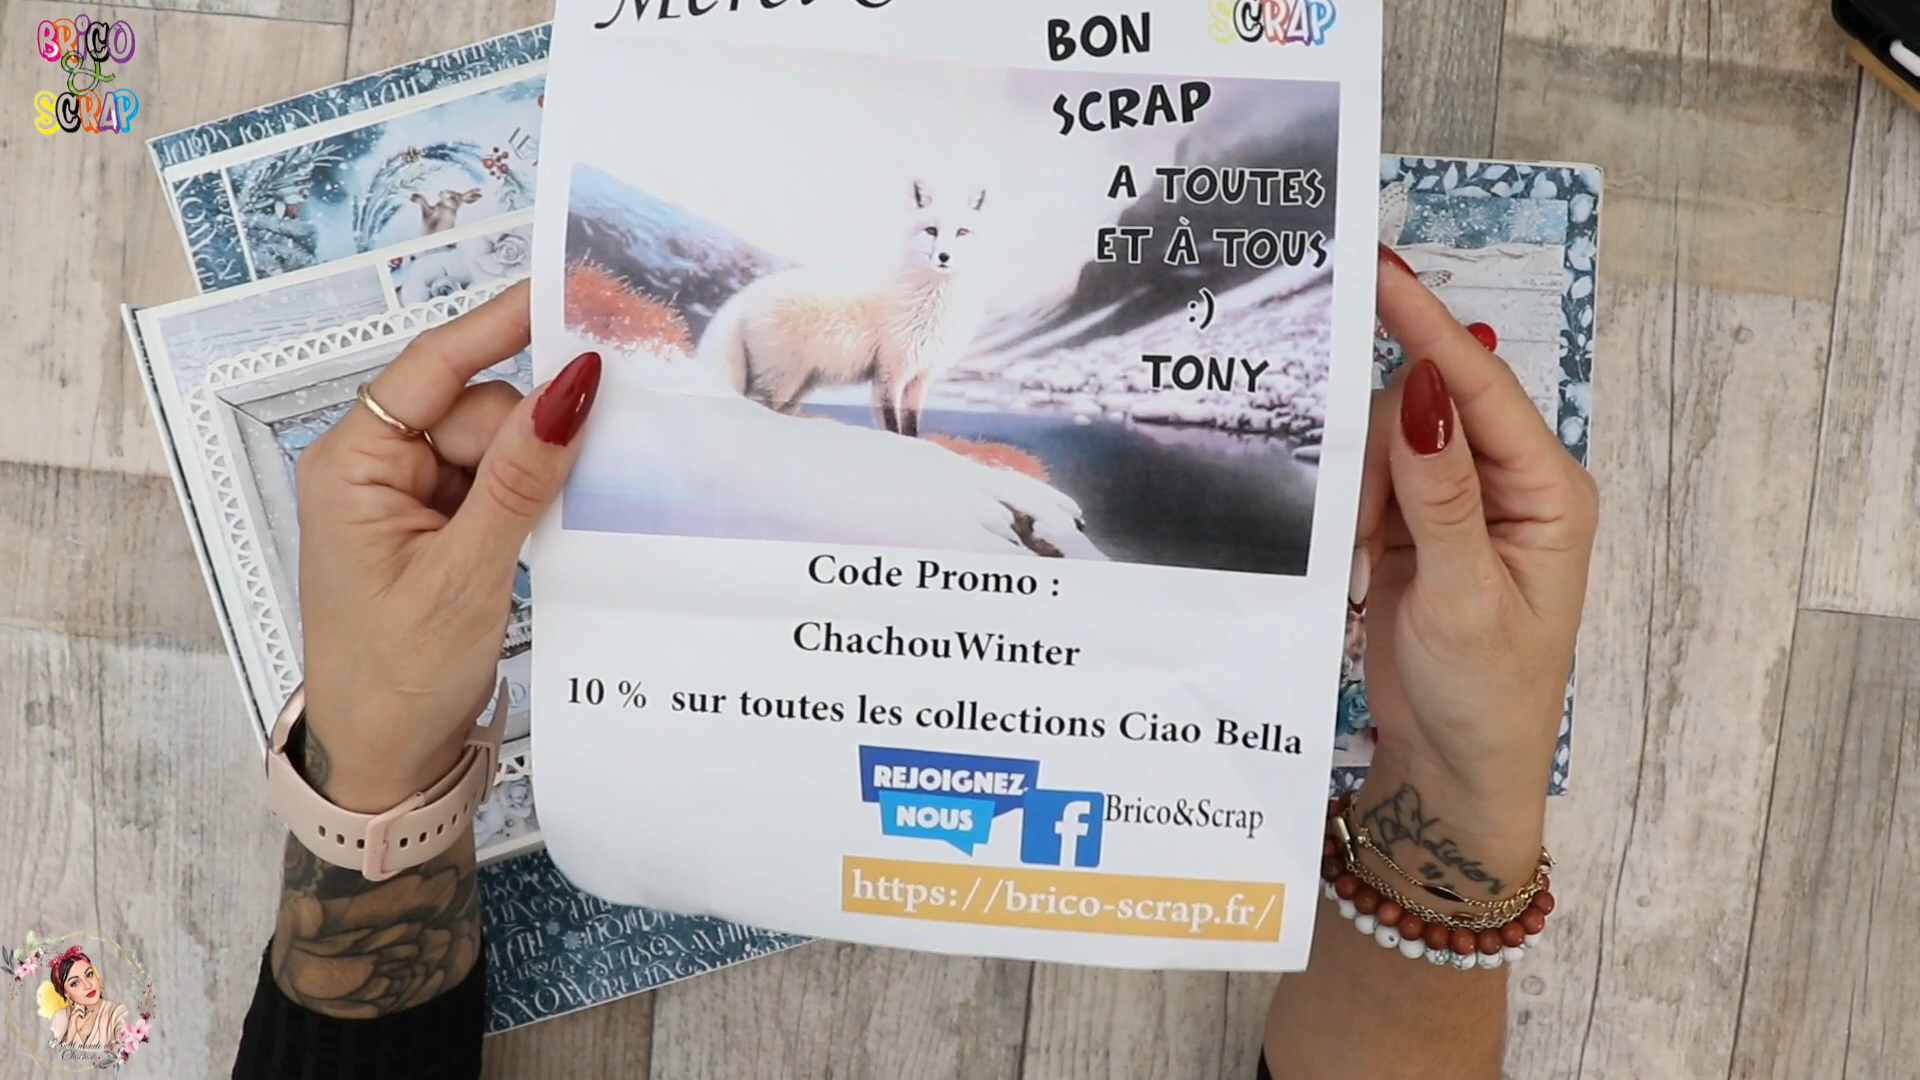 BRICO
&
SCRAP
SCRAP
BON
SCRAP
A TOUTES
ET À TOUS
:)
TONY
Code Promo :
ChachouWinter
10 % sur toutes les collections Ciao Bella
REJOIGNEZ
NOUS
f Brico&Scrap
https://brico-scrap.fr/